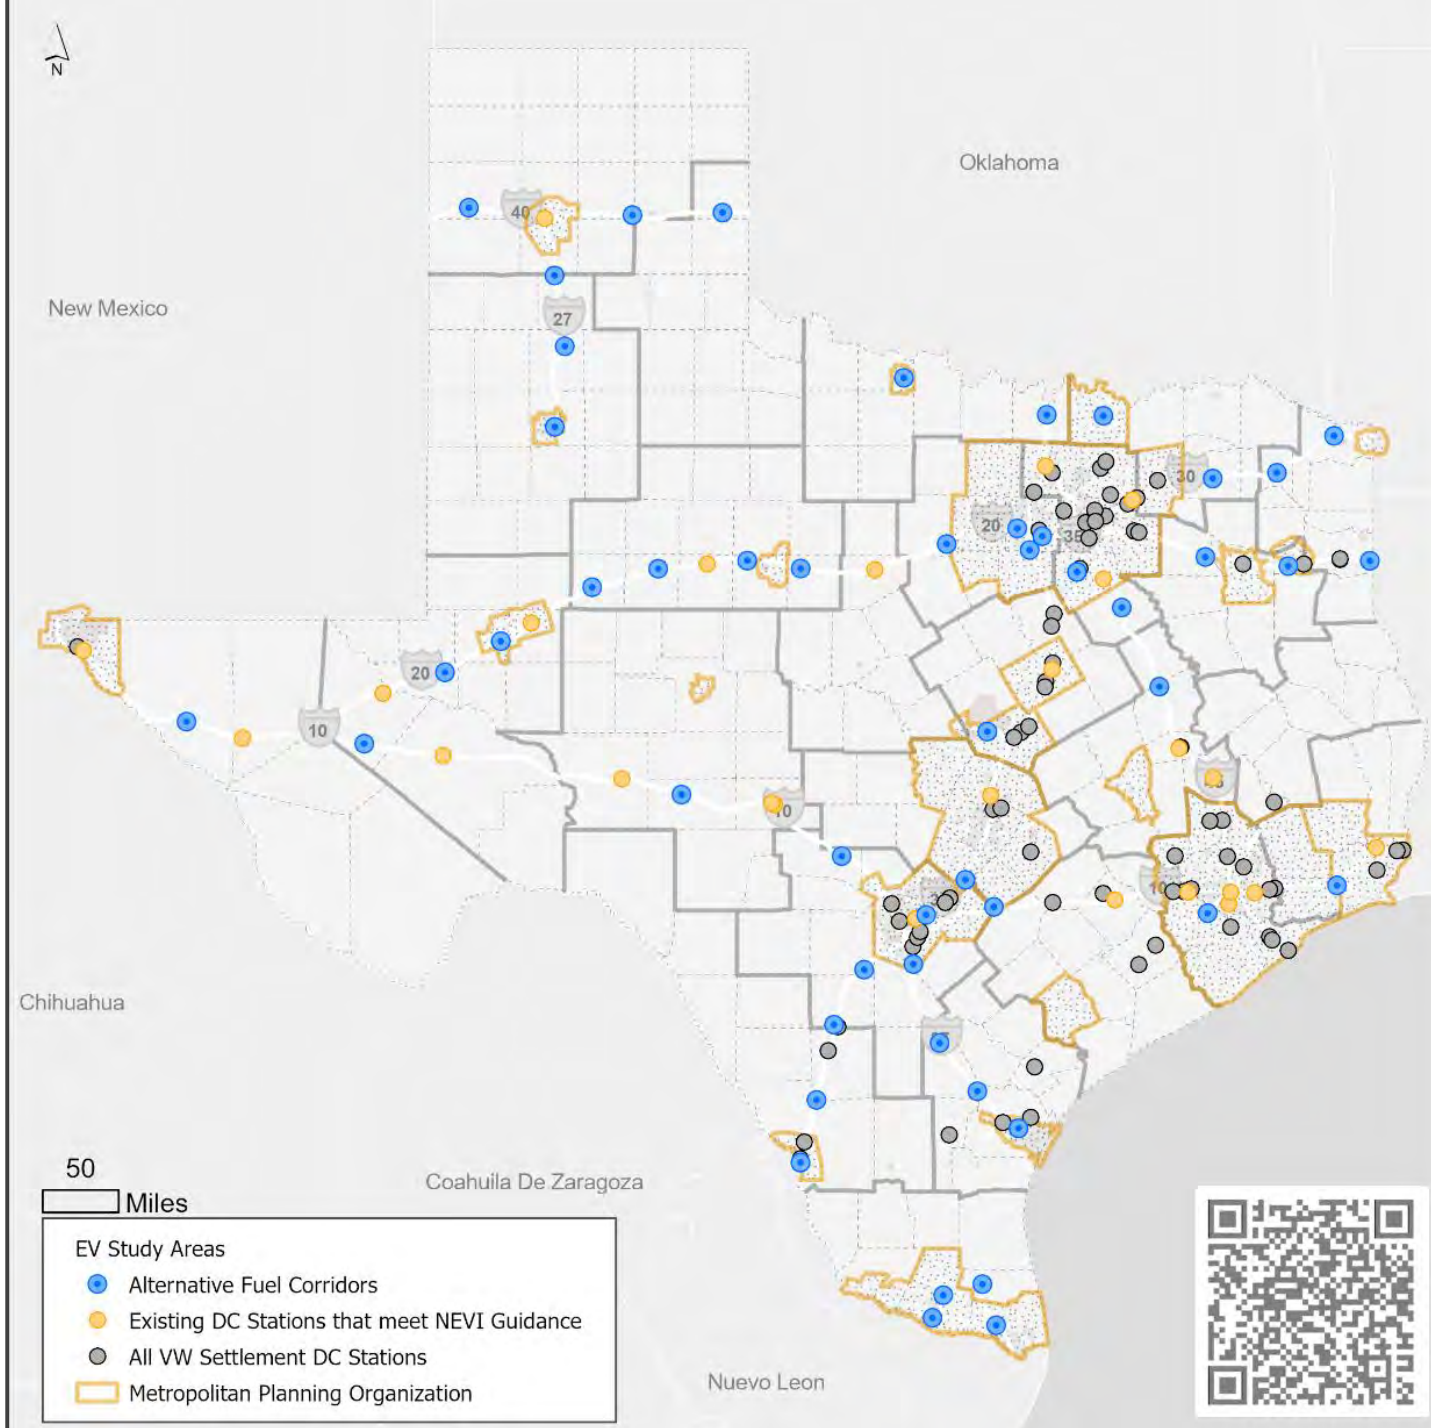 N
Oklahoma
40
New Mexico
27
30
20
35
20
10
10
10
Chihuahua
50
Miles
Coahuila De Zaragoza
EV Study Areas
Alternative Fuel Corridors
Existing DC Stations that meet NEVI Guidance
All VW Settlement DC Stations
Metropolitan Planning Organization
Nuevo Leon